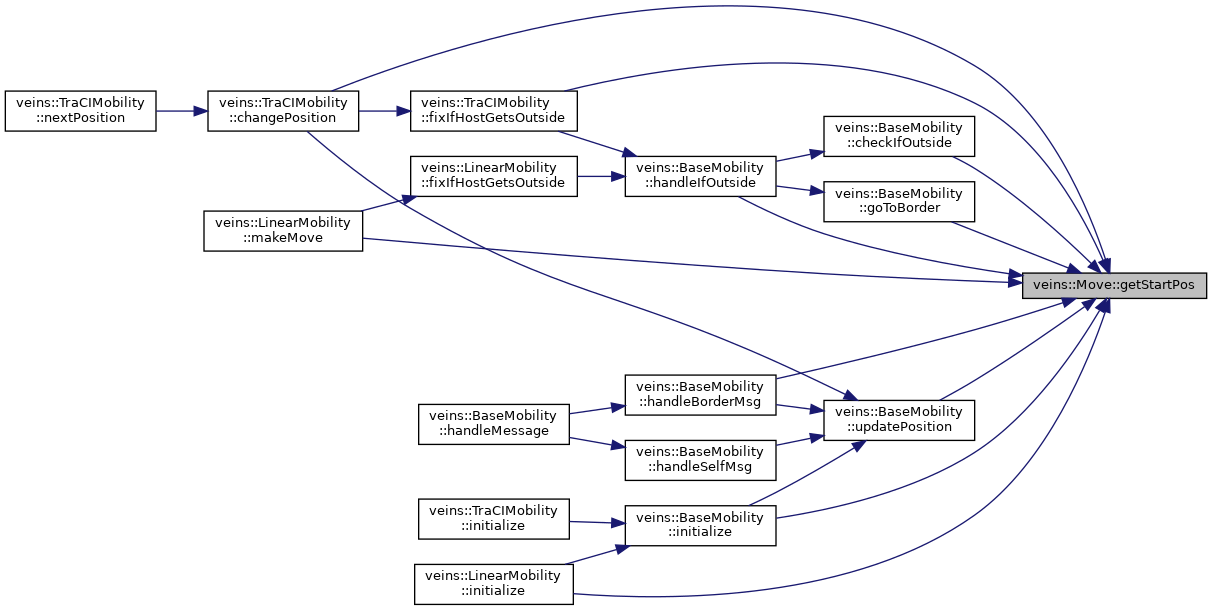 veins::TraCIMobility
::nextPosition
veins::TraCIMobility
::changePosition
veins::TraCIMobility
::fixIfHostGetsOutside
veins::LinearMobility
::fixIfHostGetsOutside
veins::LinearMobility
::makeMove
veins::BaseMobility
::handleIfOutside
veins::BaseMobility
::checkIfOutside
veins::BaseMobility
::goToBorder
veins::Move::getStartPos
veins::BaseMobility
::handleBorderMsg
veins::BaseMobility
::handleMessage
veins::BaseMobility
::updatePosition
veins::BaseMobility
::handleSelfMsg
veins::TraCIMobility
::initialize
veins::BaseMobility
::initialize
veins::LinearMobility
::initialize